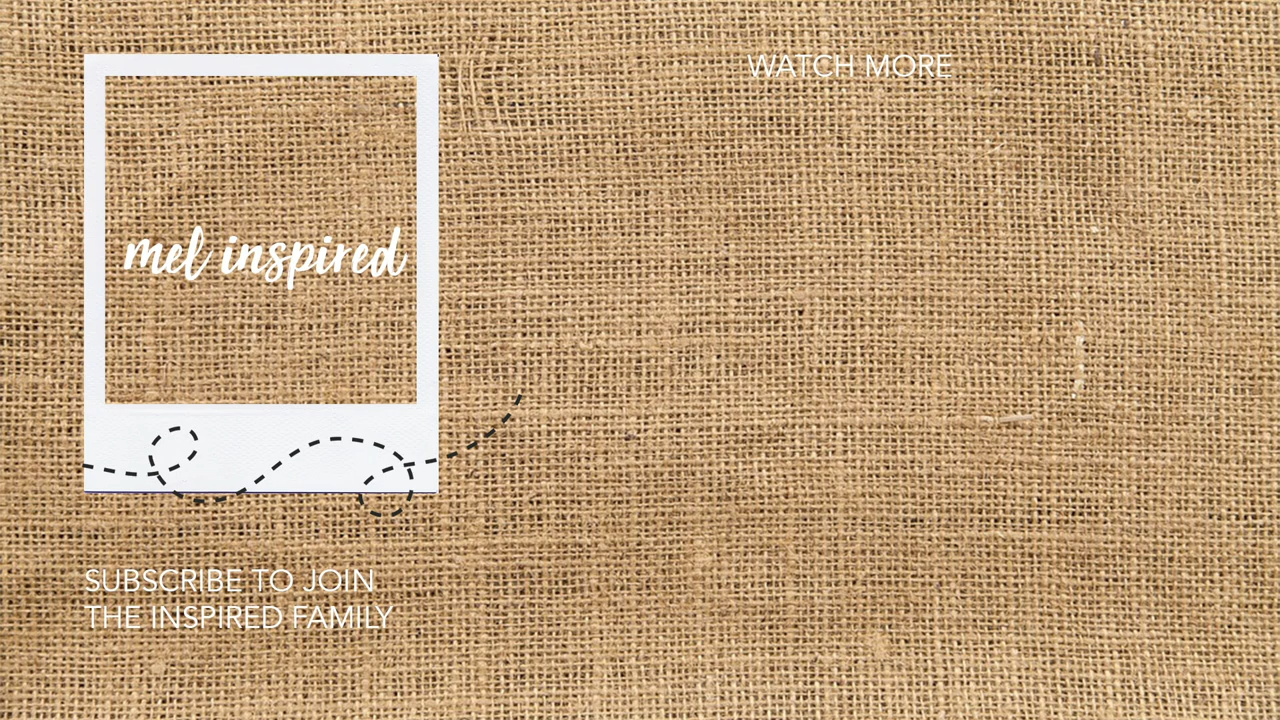 WATCH MORE
mel inspired
SUBSCRIBE TO JOIN
THE INSPIRED FAMILY